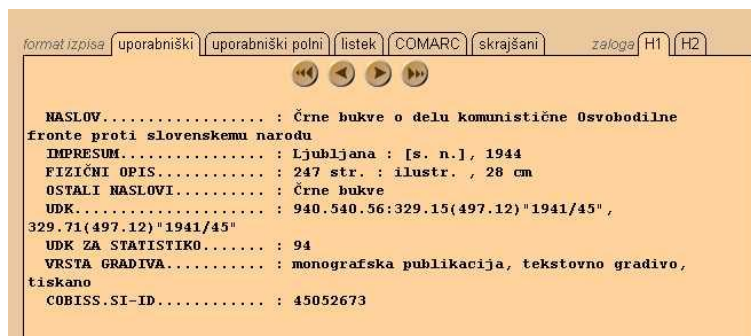 format izpisa uporabniški uporabniški polni listek COMARC skrajšani zaloga H1 H2
NASLOV.................. : Črne bukve o delu komunistične Osvobodilne
fronte proti slovenskemu narodu
IMPRESUM................ : Ljubljana : [s. n.], 1944
FIZIČNI OPIS............ : 247 str. : ilustr. , 28 cm
OSTALI NASLOVI.......... : Črne bukve
UDK..................... : 940.540.56:329.15(497.12)"1941/45",
329.71(497.12)"1941/45"
UDK ZA STATISTIKO....... : 94
VRSTA GRADIVA........... : monografska publikacija, tekstovno gradivo,
tiskano
COBISS.SI-ID............ : 45052673